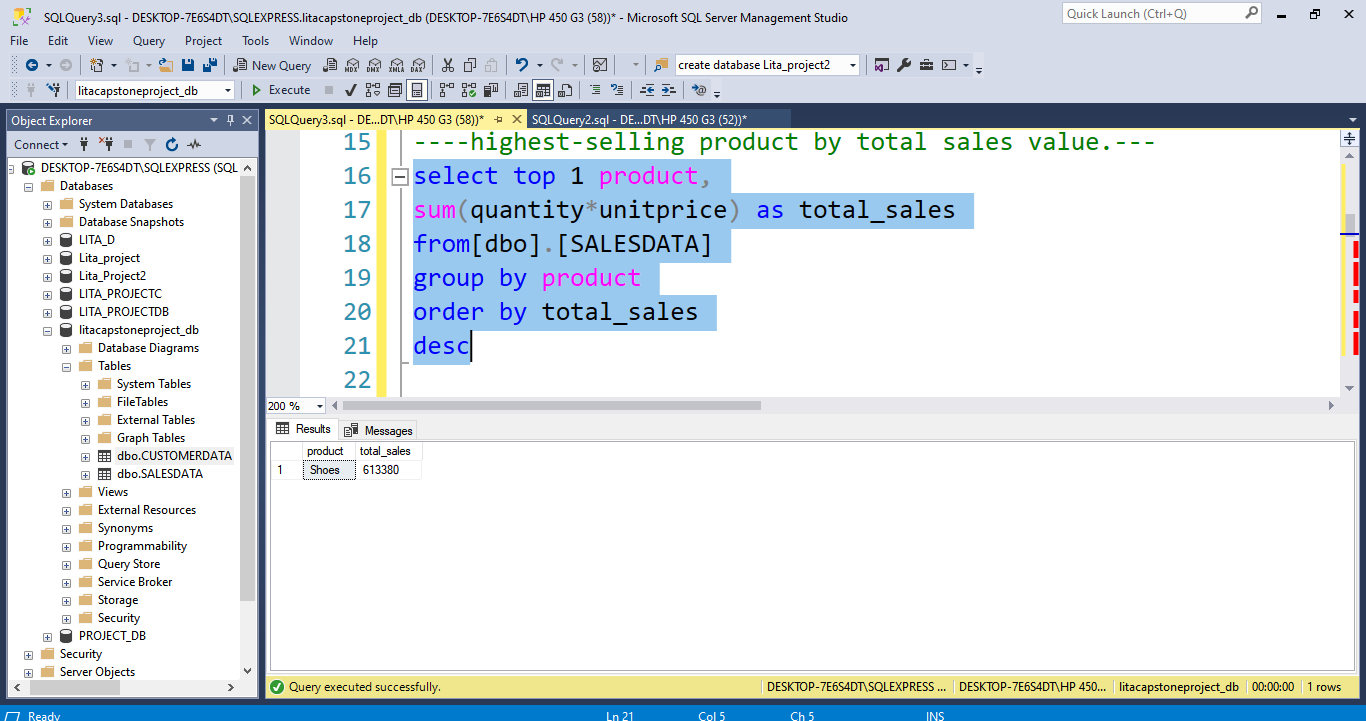 SQLQuery3.sql - DESKTOP-7E6S4DT\SQLEXPRESS.litacapstoneproject_db (DESKTOP-7E6S4DT\HP 450 G3 (58))* - Microsoft SQL Server Management Studio
Quick Launch (Ctrl+Q)
File Edit View Query Project Tools Window Help
New Query MDX DMX XMLA DAX create database Lita_project2
litacapstoneproject_db Execute
Object Explorer
SQLQuery3.sql - DE...DT\HP 450 G3 (58))* SQLQuery2.sql - DE...DT\HP 450 G3 (52))*
Connect
DESKTOP-7E6S4DT\SQLEXPRESS (SQL
Databases
System Databases
Database Snapshots
LITA_D
Lita_project
Lita_Project2
LITA_PROJECTC
LITA_PROJECTDB
litacapstoneproject_db
Database Diagrams
Tables
System Tables
FileTables
External Tables
Graph Tables
dbo.CUSTOMERDATA
dbo.SALESDATA
Views
External Resources
Synonyms
Programmability
Query Store
Service Broker
Storage
Security
PROJECT_DB
Security
Server Objects
15 ----highest-selling product by total sales value.---
16 select top 1 product,
17 sum(quantity*unitprice) as total_sales
18 from[dbo].[SALESDATA]
19 group by product
20 order by total_sales
21 desc
22
200 %
Results Messages
product total_sales
1 Shoes 613380
Query executed successfully. DESKTOP-7E6S4DT\SQLEXPRESS ... DESKTOP-7E6S4DT\HP 450... litacapstoneproject_db 00:00:00 1 rows
Ready Ln 21 Col 5 Ch 5 INS